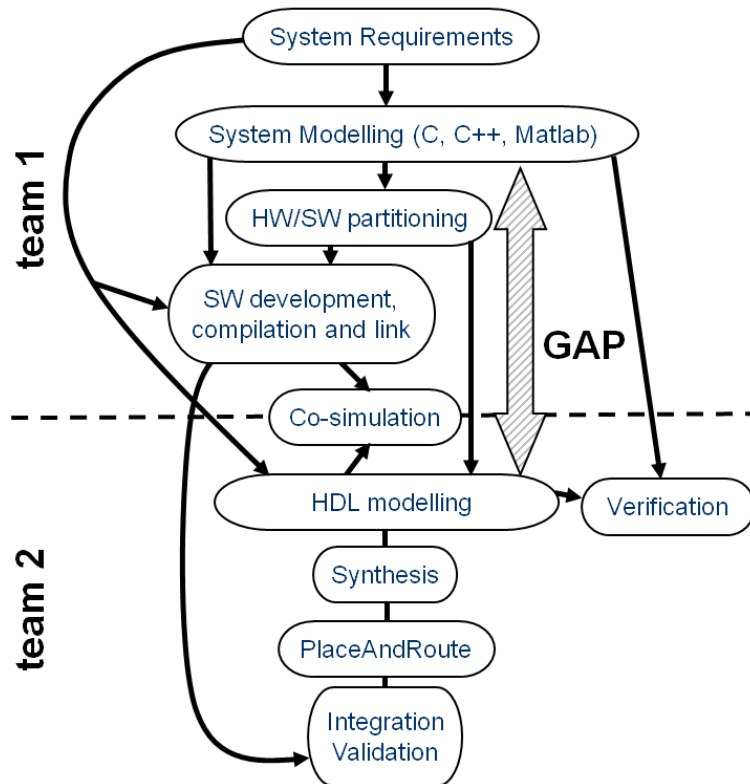 System Requirements
System Modelling (C, C++, Matlab)
team 1
HW/SW partitioning
SW development,
compilation and link
GAP
Co-simulation
HDL modelling
Verification
team 2
Synthesis
PlaceAndRoute
Integration
Validation